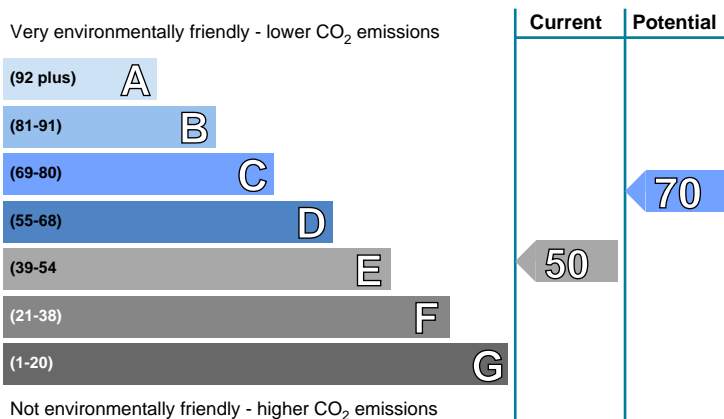 Very environmentally friendly - lower CO2 emissions
Current
Potential
(92 plus) A
(81-91) B
(69-80) C
70
(55-68) D
(39-54 E
50
(21-38) F
(1-20) G
Not environmentally friendly - higher CO2 emissions